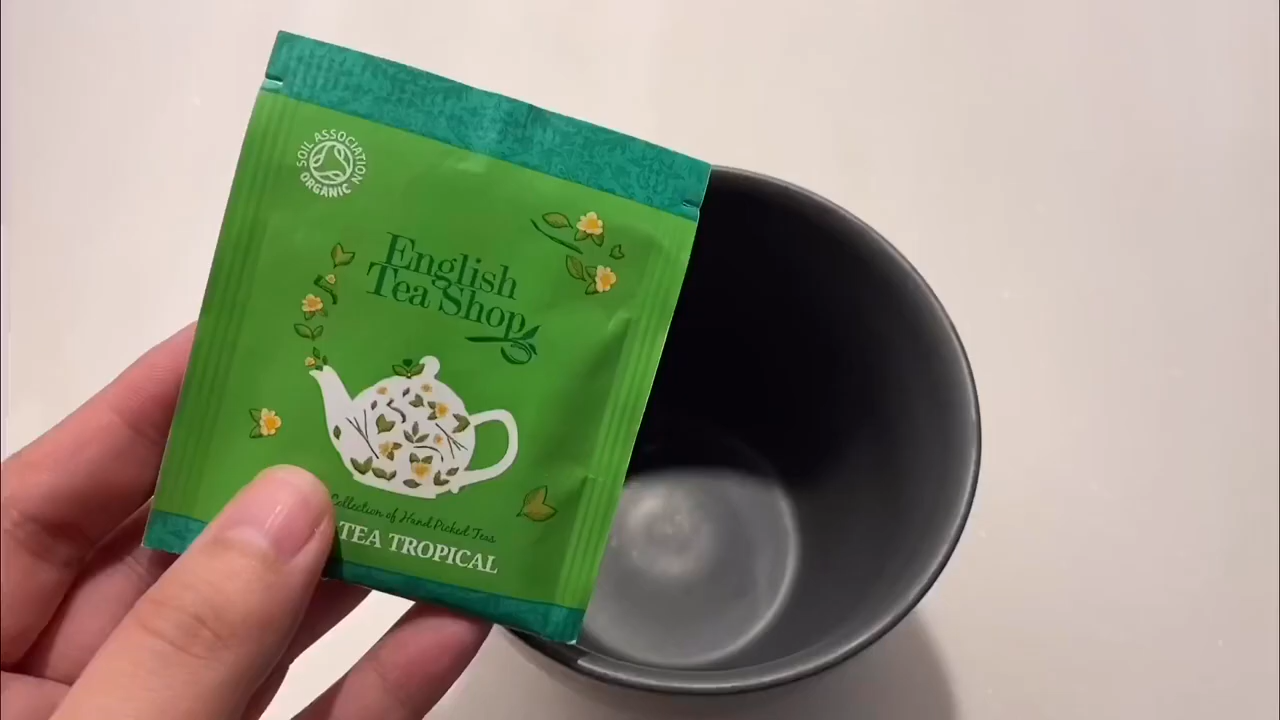 SOIL ASSOCIATION
ORGANIC
English
Tea Shop
Collection of Hand Picked Teas
TEA TROPICAL